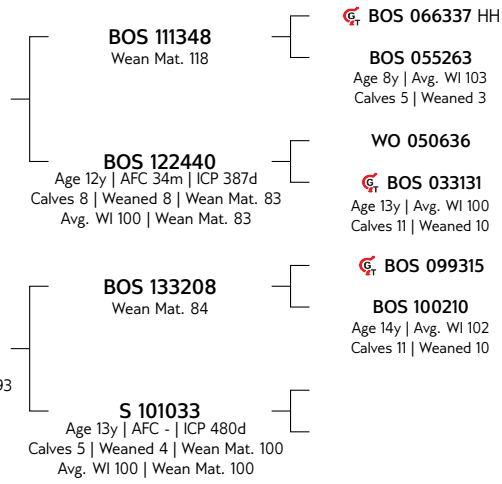 BOS 111348
Wean Mat. 118
BOS 122440
Age 12y | AFC 34m | ICP 387d
Calves 8 | Weaned 8 | Wean Mat. 83
Avg. WI 100 | Wean Mat. 83
BOS 133208
Wean Mat. 84
93
S 101033
Age 13y | AFC - | ICP 480d
Calves 5 | Weaned 4 | Wean Mat. 100
Avg. WI 100 | Wean Mat. 100
GT BOS 066337 HH
BOS 055263
Age 8y | Avg. WI 103
Calves 5 | Weaned 3
WO 050636
GT BOS 033131
Age 13y | Avg. WI 100
Calves 11 | Weaned 10
GT BOS 099315
BOS 100210
Age 14y | Avg. WI 102
Calves 11 | Weaned 10